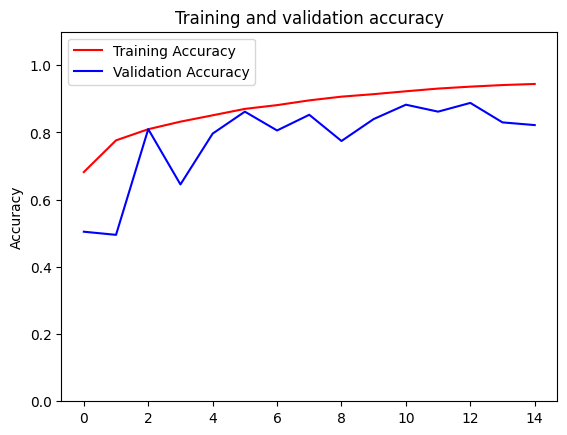 Training and validation accuracy
Training Accuracy
Validation Accuracy
Accuracy
1.0
0.8
0.6
0.4
0.2
0.0
0 2 4 6 8 10 12 14